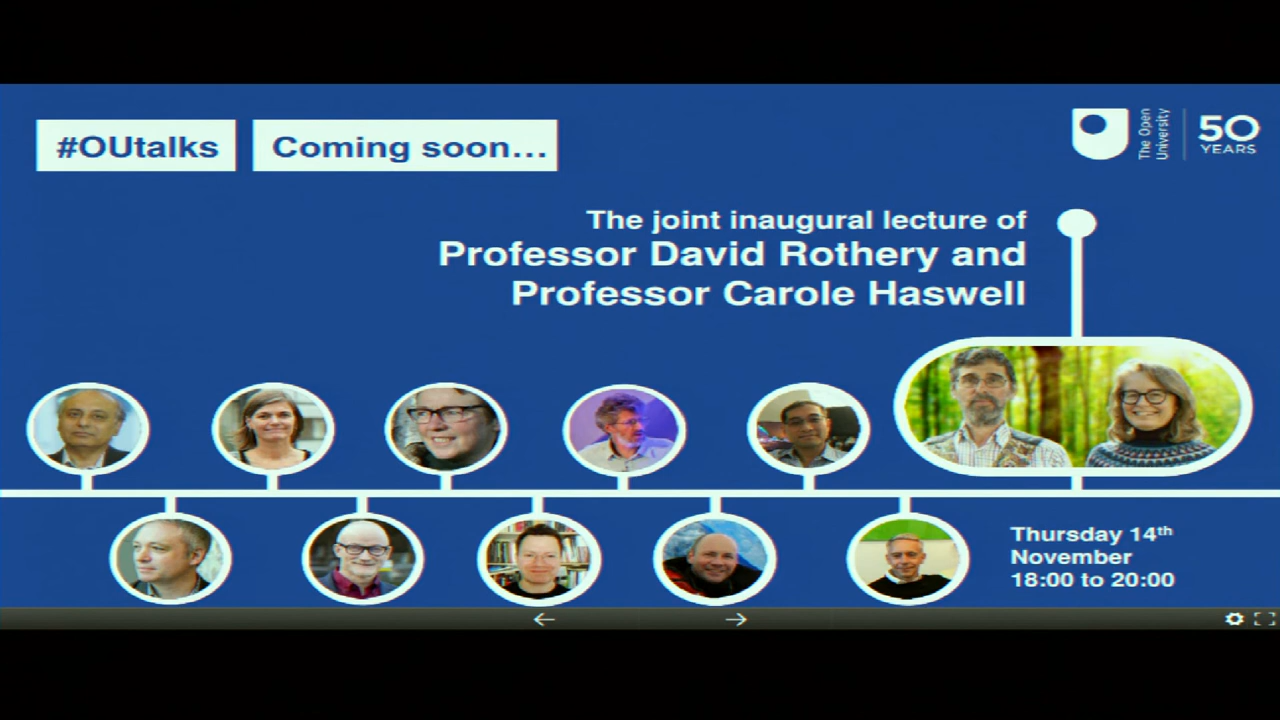 #OUtalks
Coming soon...
The Open
University
50
YEARS
The joint inaugural lecture of
Professor David Rothery and
Professor Carole Haswell
Thursday 14th
November
18:00 to 20:00